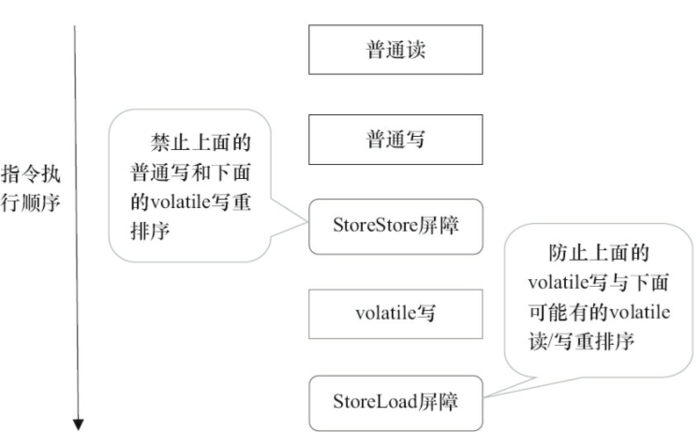 普通读
普通写
禁止上面的
普通写和下面
的volatile写重
排序
指令执
行顺序
StoreStore屏障
防止上面的
volatile写与下面
可能有的volatile
读/写重排序
volatile写
StoreLoad屏障